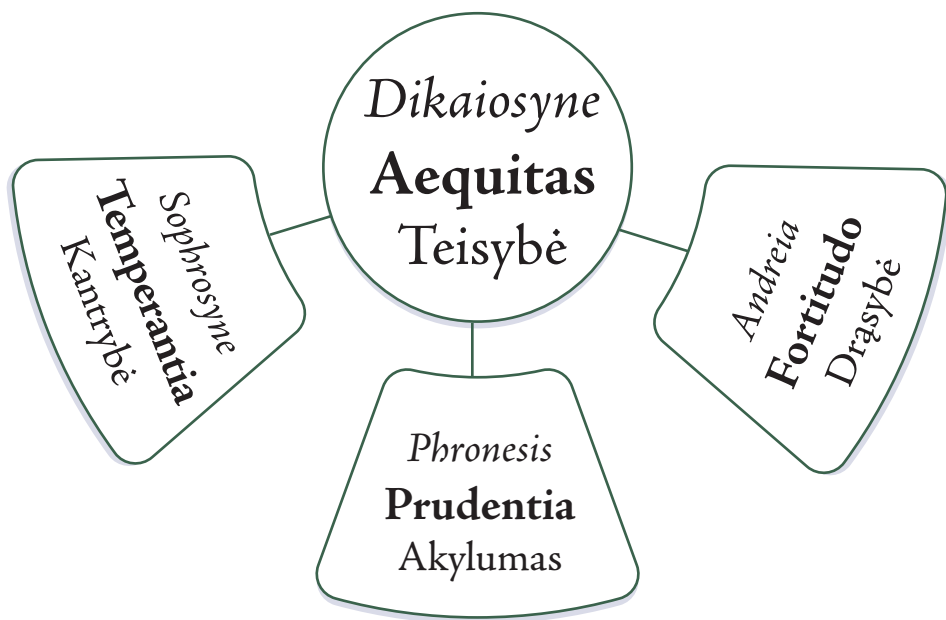 Dikaiosyne
Aequitas
Teisybė
Sophrosyne
Temperantia
Kantrybė
Phronesis
Prudentia
Akylumas
Andreia
Fortitudo
Drąsybė